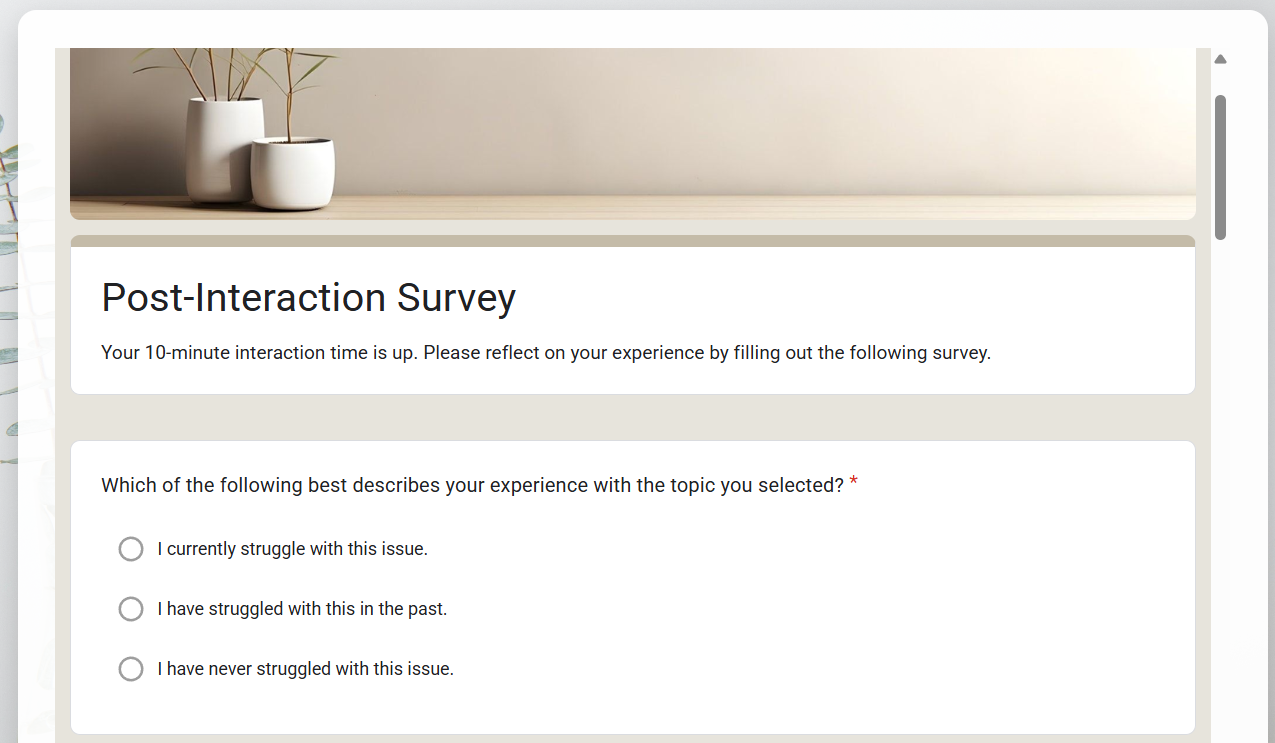 Post-Interaction Survey
Your 10-minute interaction time is up. Please reflect on your experience by filling out the following survey.
Which of the following best describes your experience with the topic you selected? *
I currently struggle with this issue.
I have struggled with this in the past.
I have never struggled with this issue.